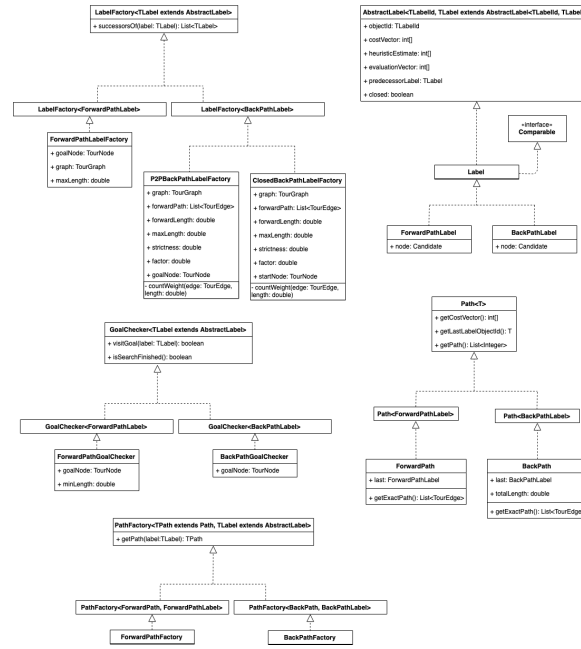 LabelFactory<TLabel extends AbstractLabel>
+ successorsOf(label: TLabel): List<TLabel>
LabelFactory<ForwardPathLabel>
LabelFactory<BackPathLabel>
ForwardPathLabelFactory
+ goalNode: TourNode
+ graph: TourGraph
+ maxLength: double
P2PBackPathLabelFactory
+ graph: TourGraph
+ forwardPath: List<TourEdge>
+ forwardLength: double
+ maxLength: double
+ strictness: double
+ factor: double
+ goalNode: TourNode
- countWeight(edge: TourEdge,
length: double)
ClosedBackPathLabelFactory
+ graph: TourGraph
+ forwardPath: List<TourEdge>
+ forwardLength: double
+ maxLength: double
+ strictness: double
+ factor: double
+ startNode: TourNode
- countWeight(edge: TourEdge,
length: double)
AbstractLabel<TLabelId, TLabel extends AbstractLabel<TLabelId, TLabel
+ objectId: TLabelId
+ costVector: int[]
+ heuristicEstimate: int[]
+ evaluationVector: int[]
+ predecessorLabel: TLabel
+ closed: boolean
«interface»
Comparable
Label
ForwardPathLabel
+ node: Candidate
BackPathLabel
+ node: Candidate
GoalChecker<TLabel extends AbstractLabel>
+ visitGoal(label: TLabel): boolean
+ isSearchFinished(): boolean
GoalChecker<ForwardPathLabel>
GoalChecker<BackPathLabel>
ForwardPathGoalChecker
+ goalNode: TourNode
+ minLength: double
BackPathGoalChecker
+ goalNode: TourNode
Path<T>
+ getCostVector(): int[]
+ getLastLabelObjectId(): T
+ getPath(): List<Integer>
Path<ForwardPathLabel>
Path<BackPathLabel>
ForwardPath
+ last: ForwardPathLabel
+ getExactPath(): List<TourEdge>
BackPath
+ last: BackPathLabel
+ totalLength: double
+ getExactPath(): List<TourEdge>
PathFactory<TPath extends Path, TLabel extends AbstractLabel>
+ getPath(label:TLabel): TPath
PathFactory<ForwardPath, ForwardPathLabel>
PathFactory<BackPath, BackPathLabel>
ForwardPathFactory
BackPathFactory